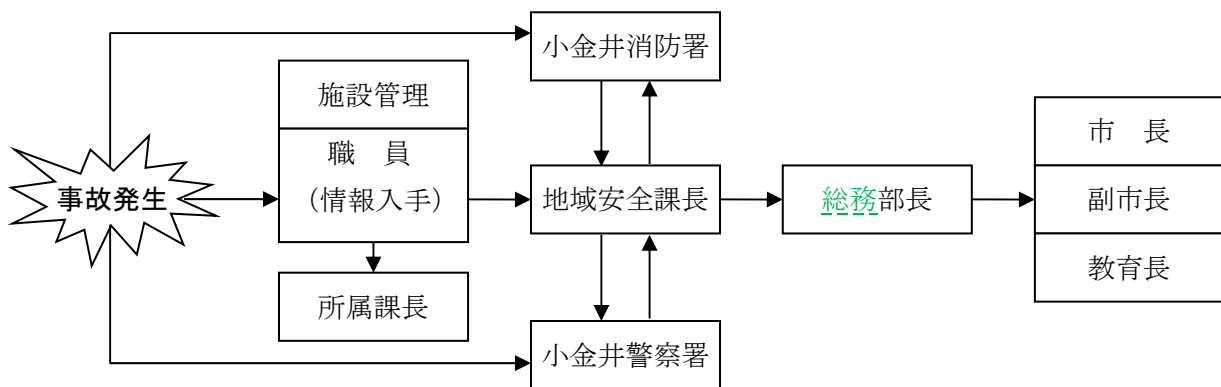 小金井消防署
施設管理
職　員
(情報入手)
事故発生
地域安全課長
総務部長
市　長
副市長
教育長
所属課長
小金井警察署